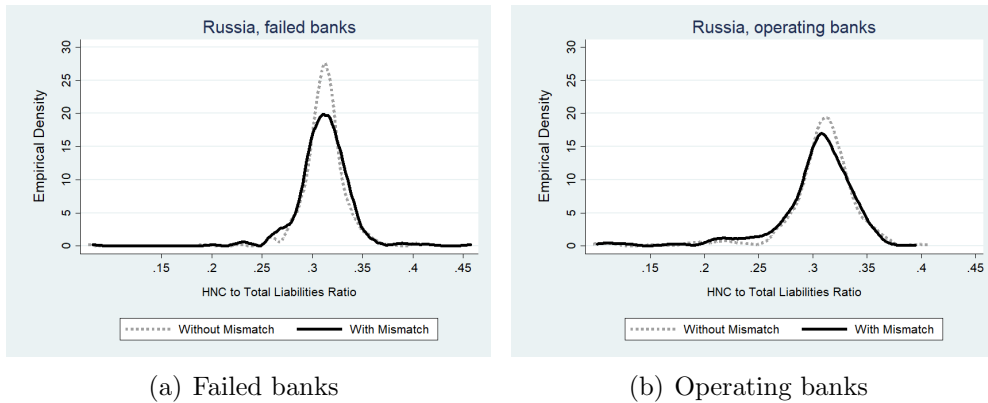 Russia, failed banks
Empirical Density
30
25
20
15
10
5
0
.15 .2 .25 .3 .35 .4 .45
HNC to Total Liabilities Ratio
Without Mismatch With Mismatch
(a) Failed banks
Russia, operating banks
Empirical Density
30
25
20
15
10
5
0
.15 .2 .25 .3 .35 .4 .45
HNC to Total Liabilities Ratio
Without Mismatch With Mismatch
(b) Operating banks